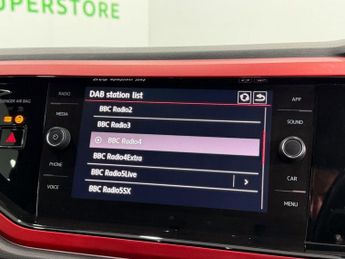 SUPERSTORE
RADIO
MEDIA
PHONE
VOICE
DAB station list
BBC Radio2
BBC Radio3
BBC Radio4
BBC Radio4Extra
BBC Radio5Live
BBC Radio5SX
APP
SOUND
CAR
MENU